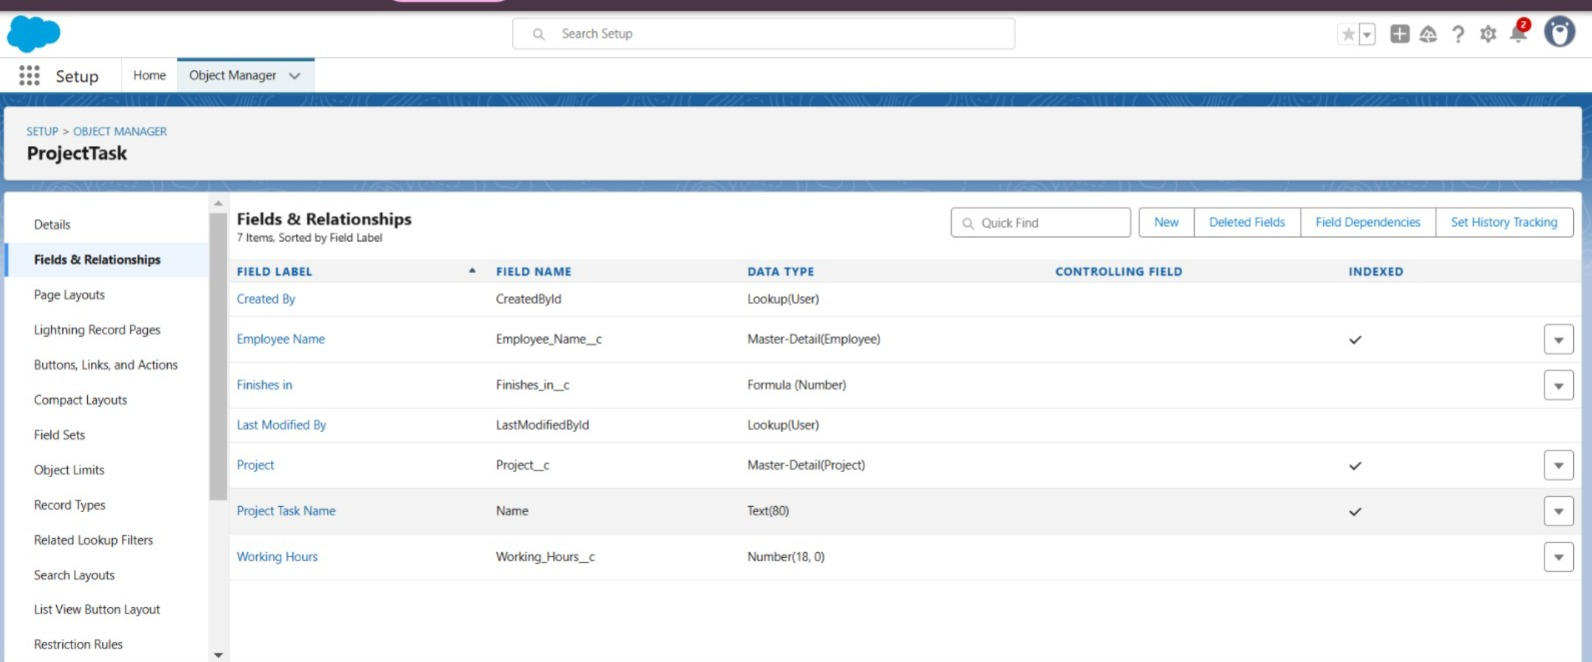 Search Setup
2
Setup
Home
Object Manager
SETUP > OBJECT MANAGER
ProjectTask
Details
Fields & Relationships
Page Layouts
Lightning Record Pages
Buttons, Links, and Actions
Compact Layouts
Field Sets
Object Limits
Record Types
Related Lookup Filters
Search Layouts
List View Button Layout
Restriction Rules
Fields & Relationships
7 Items, Sorted by Field Label
Quick Find
New
Deleted Fields
Field Dependencies
Set History Tracking
FIELD LABEL FIELD NAME DATA TYPE CONTROLLING FIELD INDEXED
Created By CreatedById Lookup(User)
Employee Name Employee_Name__c Master-Detail(Employee)
Finishes in Finishes_in__c Formula (Number)
Last Modified By LastModifiedById Lookup(User)
Project Project__c Master-Detail(Project)
Project Task Name Name Text(80)
Working Hours Working_Hours__c Number(18, 0)